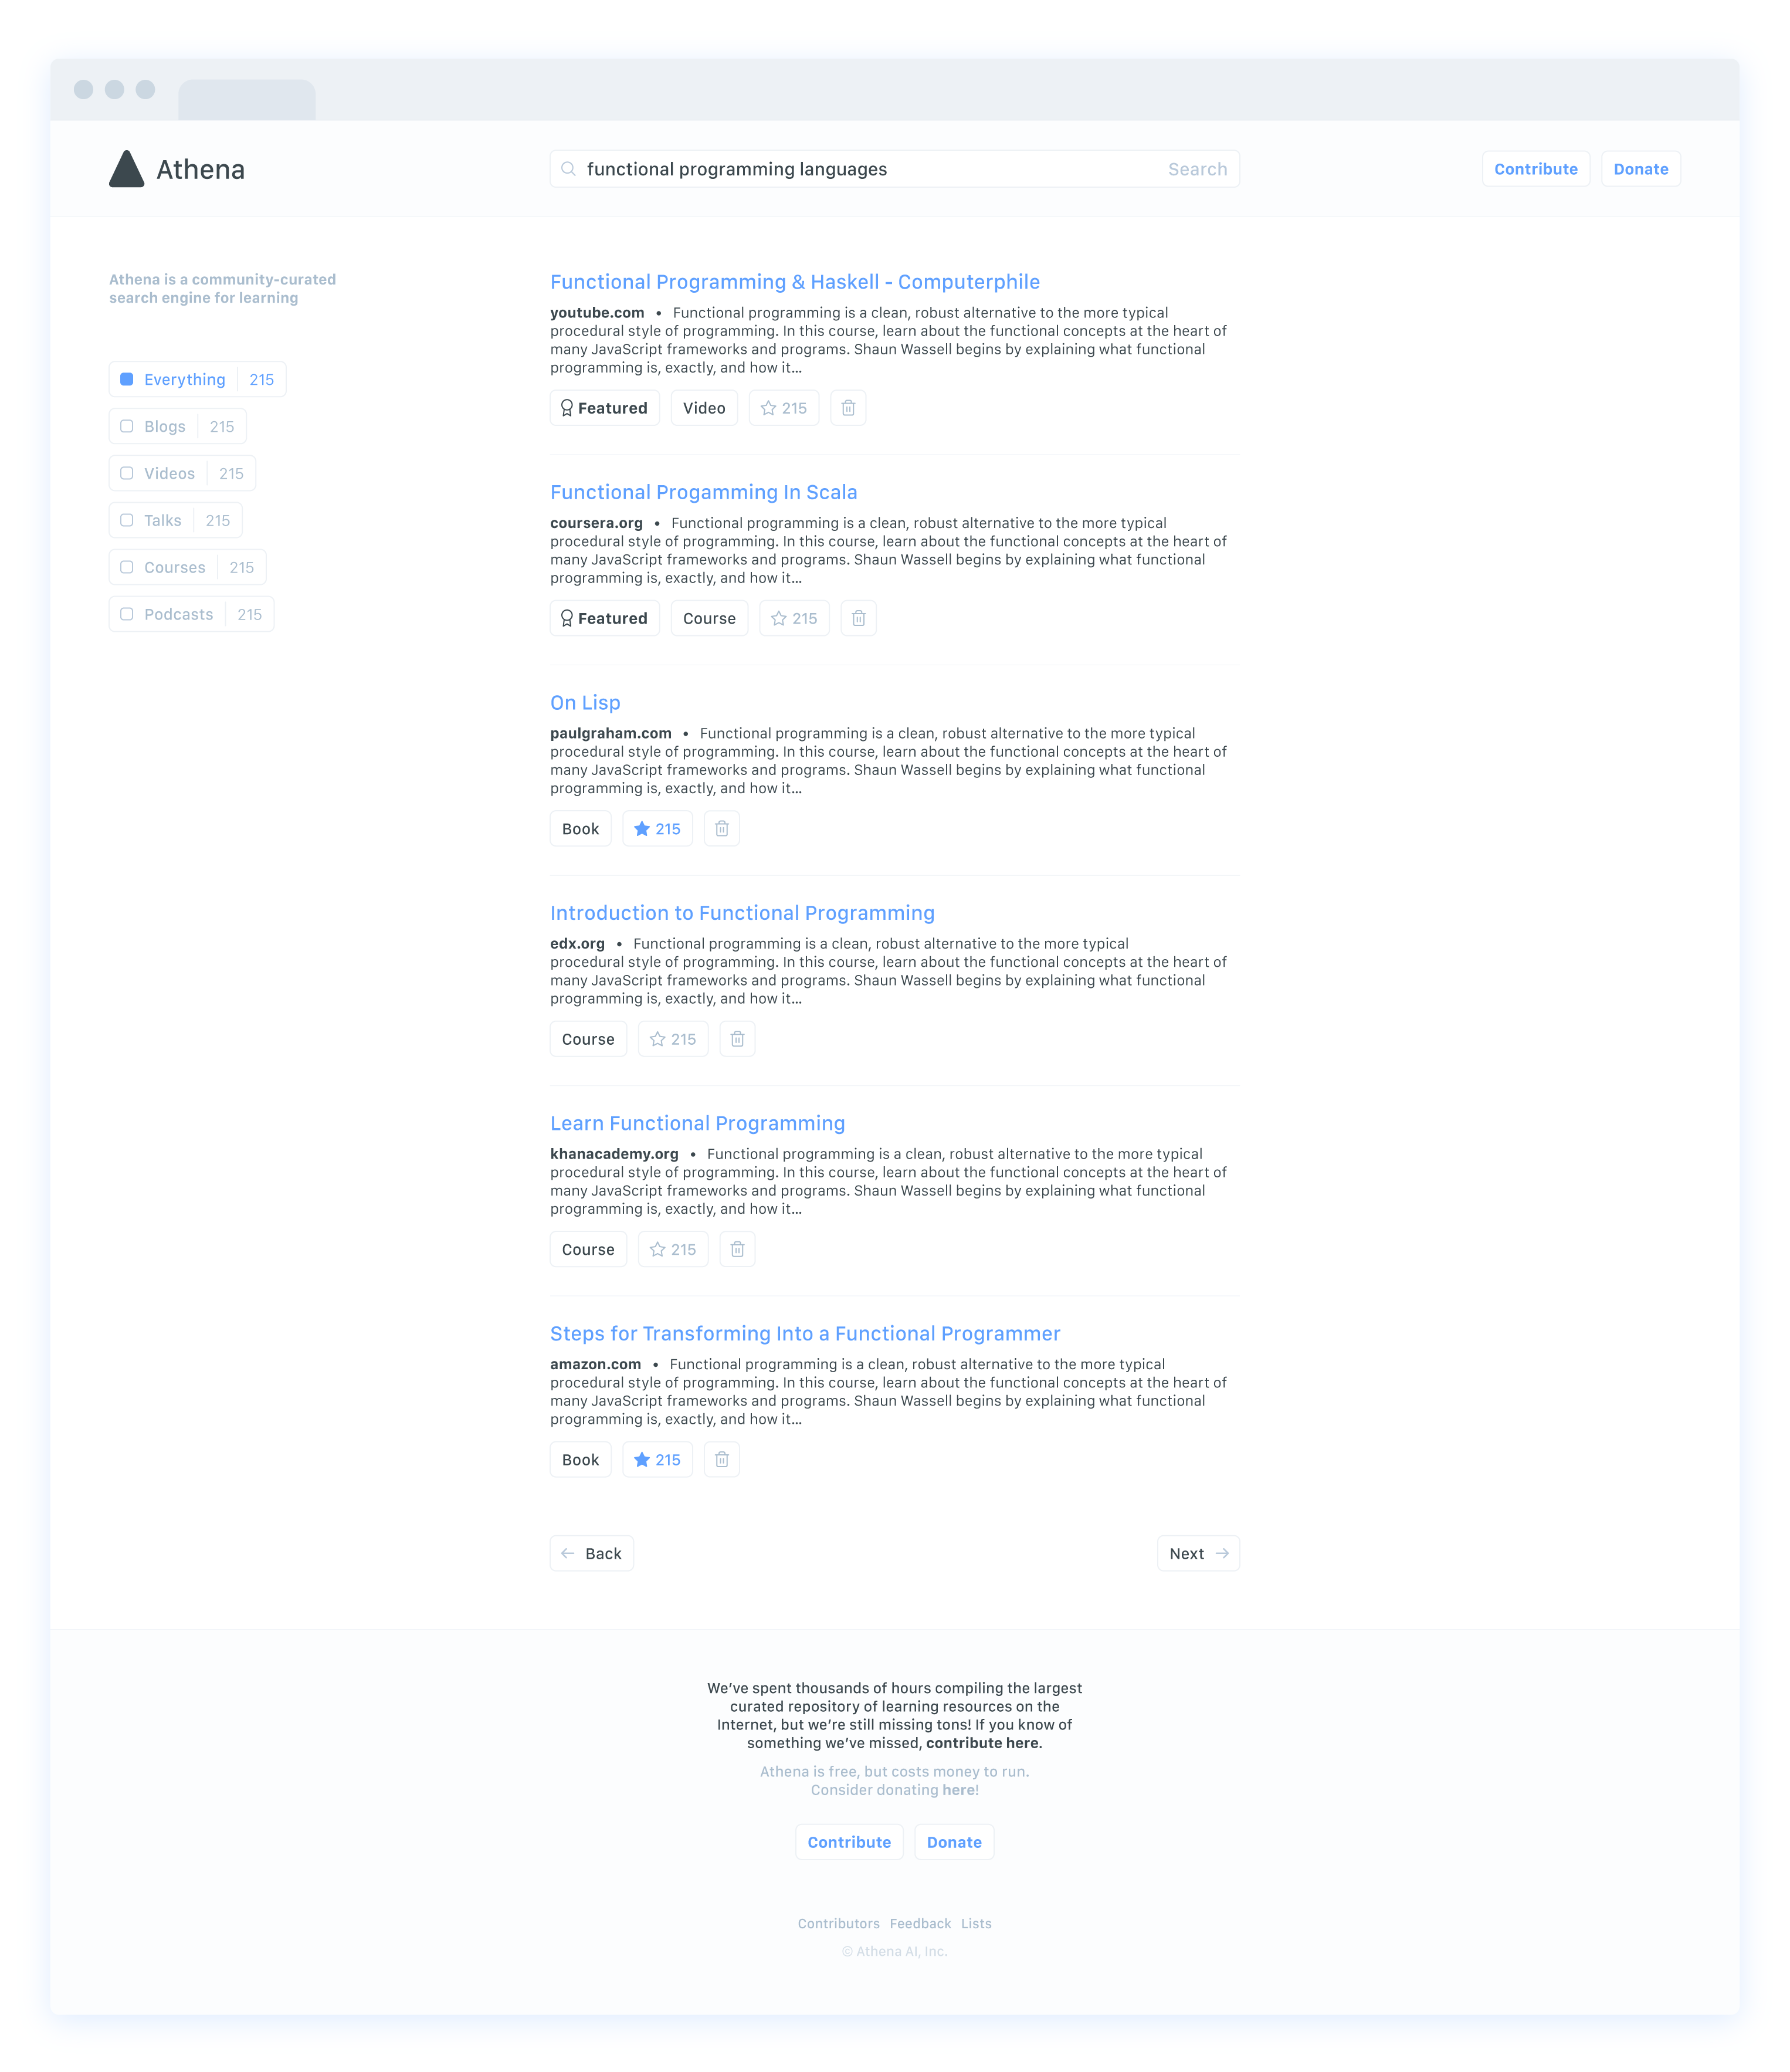 Athena
functional programming languages
Search
Contribute
Donate
Athena is a community-curated
search engine for learning
Everything 215
Blogs 215
Videos 215
Talks 215
Courses 215
Podcasts 215
Functional Programming & Haskell - Computerphile
youtube.com • Functional programming is a clean, robust alternative to the more typical
procedural style of programming. In this course, learn about the functional concepts at the heart of
many JavaScript frameworks and programs. Shaun Wassell begins by explaining what functional
programming is, exactly, and how it...
Featured Video 215
Functional Progamming In Scala
coursera.org • Functional programming is a clean, robust alternative to the more typical
procedural style of programming. In this course, learn about the functional concepts at the heart of
many JavaScript frameworks and programs. Shaun Wassell begins by explaining what functional
programming is, exactly, and how it...
Featured Course 215
On Lisp
paulgraham.com • Functional programming is a clean, robust alternative to the more typical
procedural style of programming. In this course, learn about the functional concepts at the heart of
many JavaScript frameworks and programs. Shaun Wassell begins by explaining what functional
programming is, exactly, and how it...
Book 215
Introduction to Functional Programming
edx.org • Functional programming is a clean, robust alternative to the more typical
procedural style of programming. In this course, learn about the functional concepts at the heart of
many JavaScript frameworks and programs. Shaun Wassell begins by explaining what functional
programming is, exactly, and how it...
Course 215
Learn Functional Programming
khanacademy.org • Functional programming is a clean, robust alternative to the more typical
procedural style of programming. In this course, learn about the functional concepts at the heart of
many JavaScript frameworks and programs. Shaun Wassell begins by explaining what functional
programming is, exactly, and how it...
Course 215
Steps for Transforming Into a Functional Programmer
amazon.com • Functional programming is a clean, robust alternative to the more typical
procedural style of programming. In this course, learn about the functional concepts at the heart of
many JavaScript frameworks and programs. Shaun Wassell begins by explaining what functional
programming is, exactly, and how it...
Book 215
← Back
Next →
We’ve spent thousands of hours compiling the largest
curated repository of learning resources on the
Internet, but we’re still missing tons! If you know of
something we’ve missed, contribute here.
Athena is free, but costs money to run.
Consider donating here!
Contribute Donate
Contributors Feedback Lists
© Athena AI, Inc.